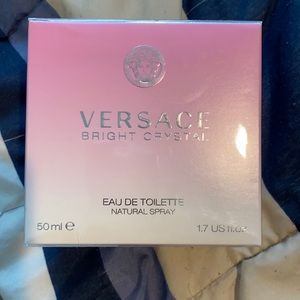 VERSACE
BRIGHT CRYSTAL
EAU DE TOILETTE
NATURAL SPRAY
50 ml e 1.7 US fl.oz